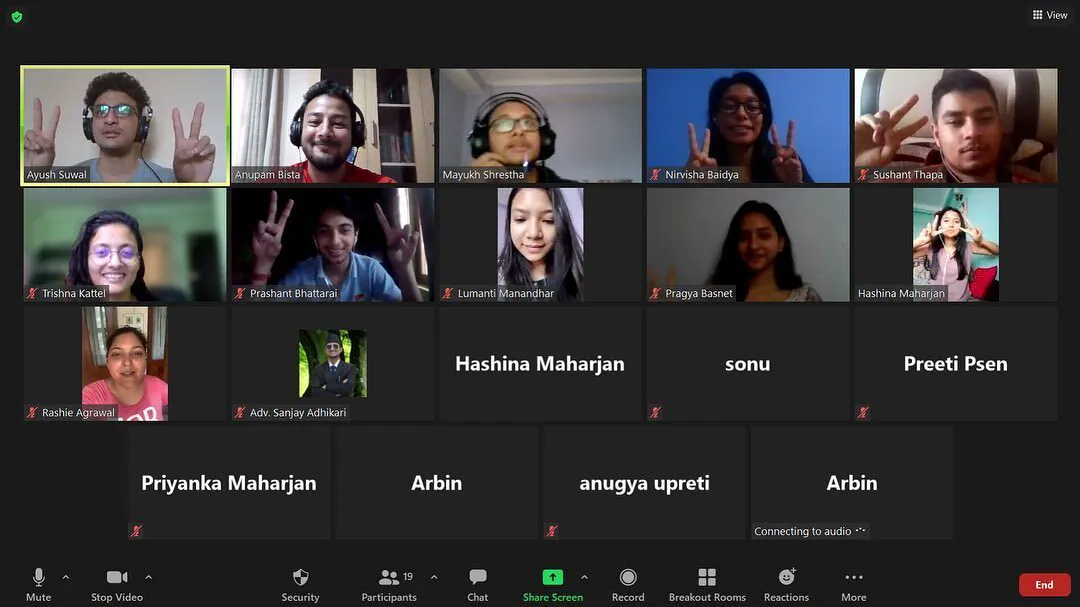 View
Ayush Suwal
Anupam Bista
Mayukh Shrestha
Nirvisha Baidya
Sushant Thapa
Trishna Kattel
Prashant Bhattarai
Lumanti Manandhar
Pragya Basnet
Hashina Maharjan
Rashie Agrawal
Adv. Sanjay Adhikari
Hashina Maharjan
sonu
Preeti Psen
Priyanka Maharjan
Arbin
anugya upreti
Arbin
Connecting to audio
Mute
Stop Video
Security
19
Participants
Chat
Share Screen
Record
Breakout Rooms
Reactions
More
End